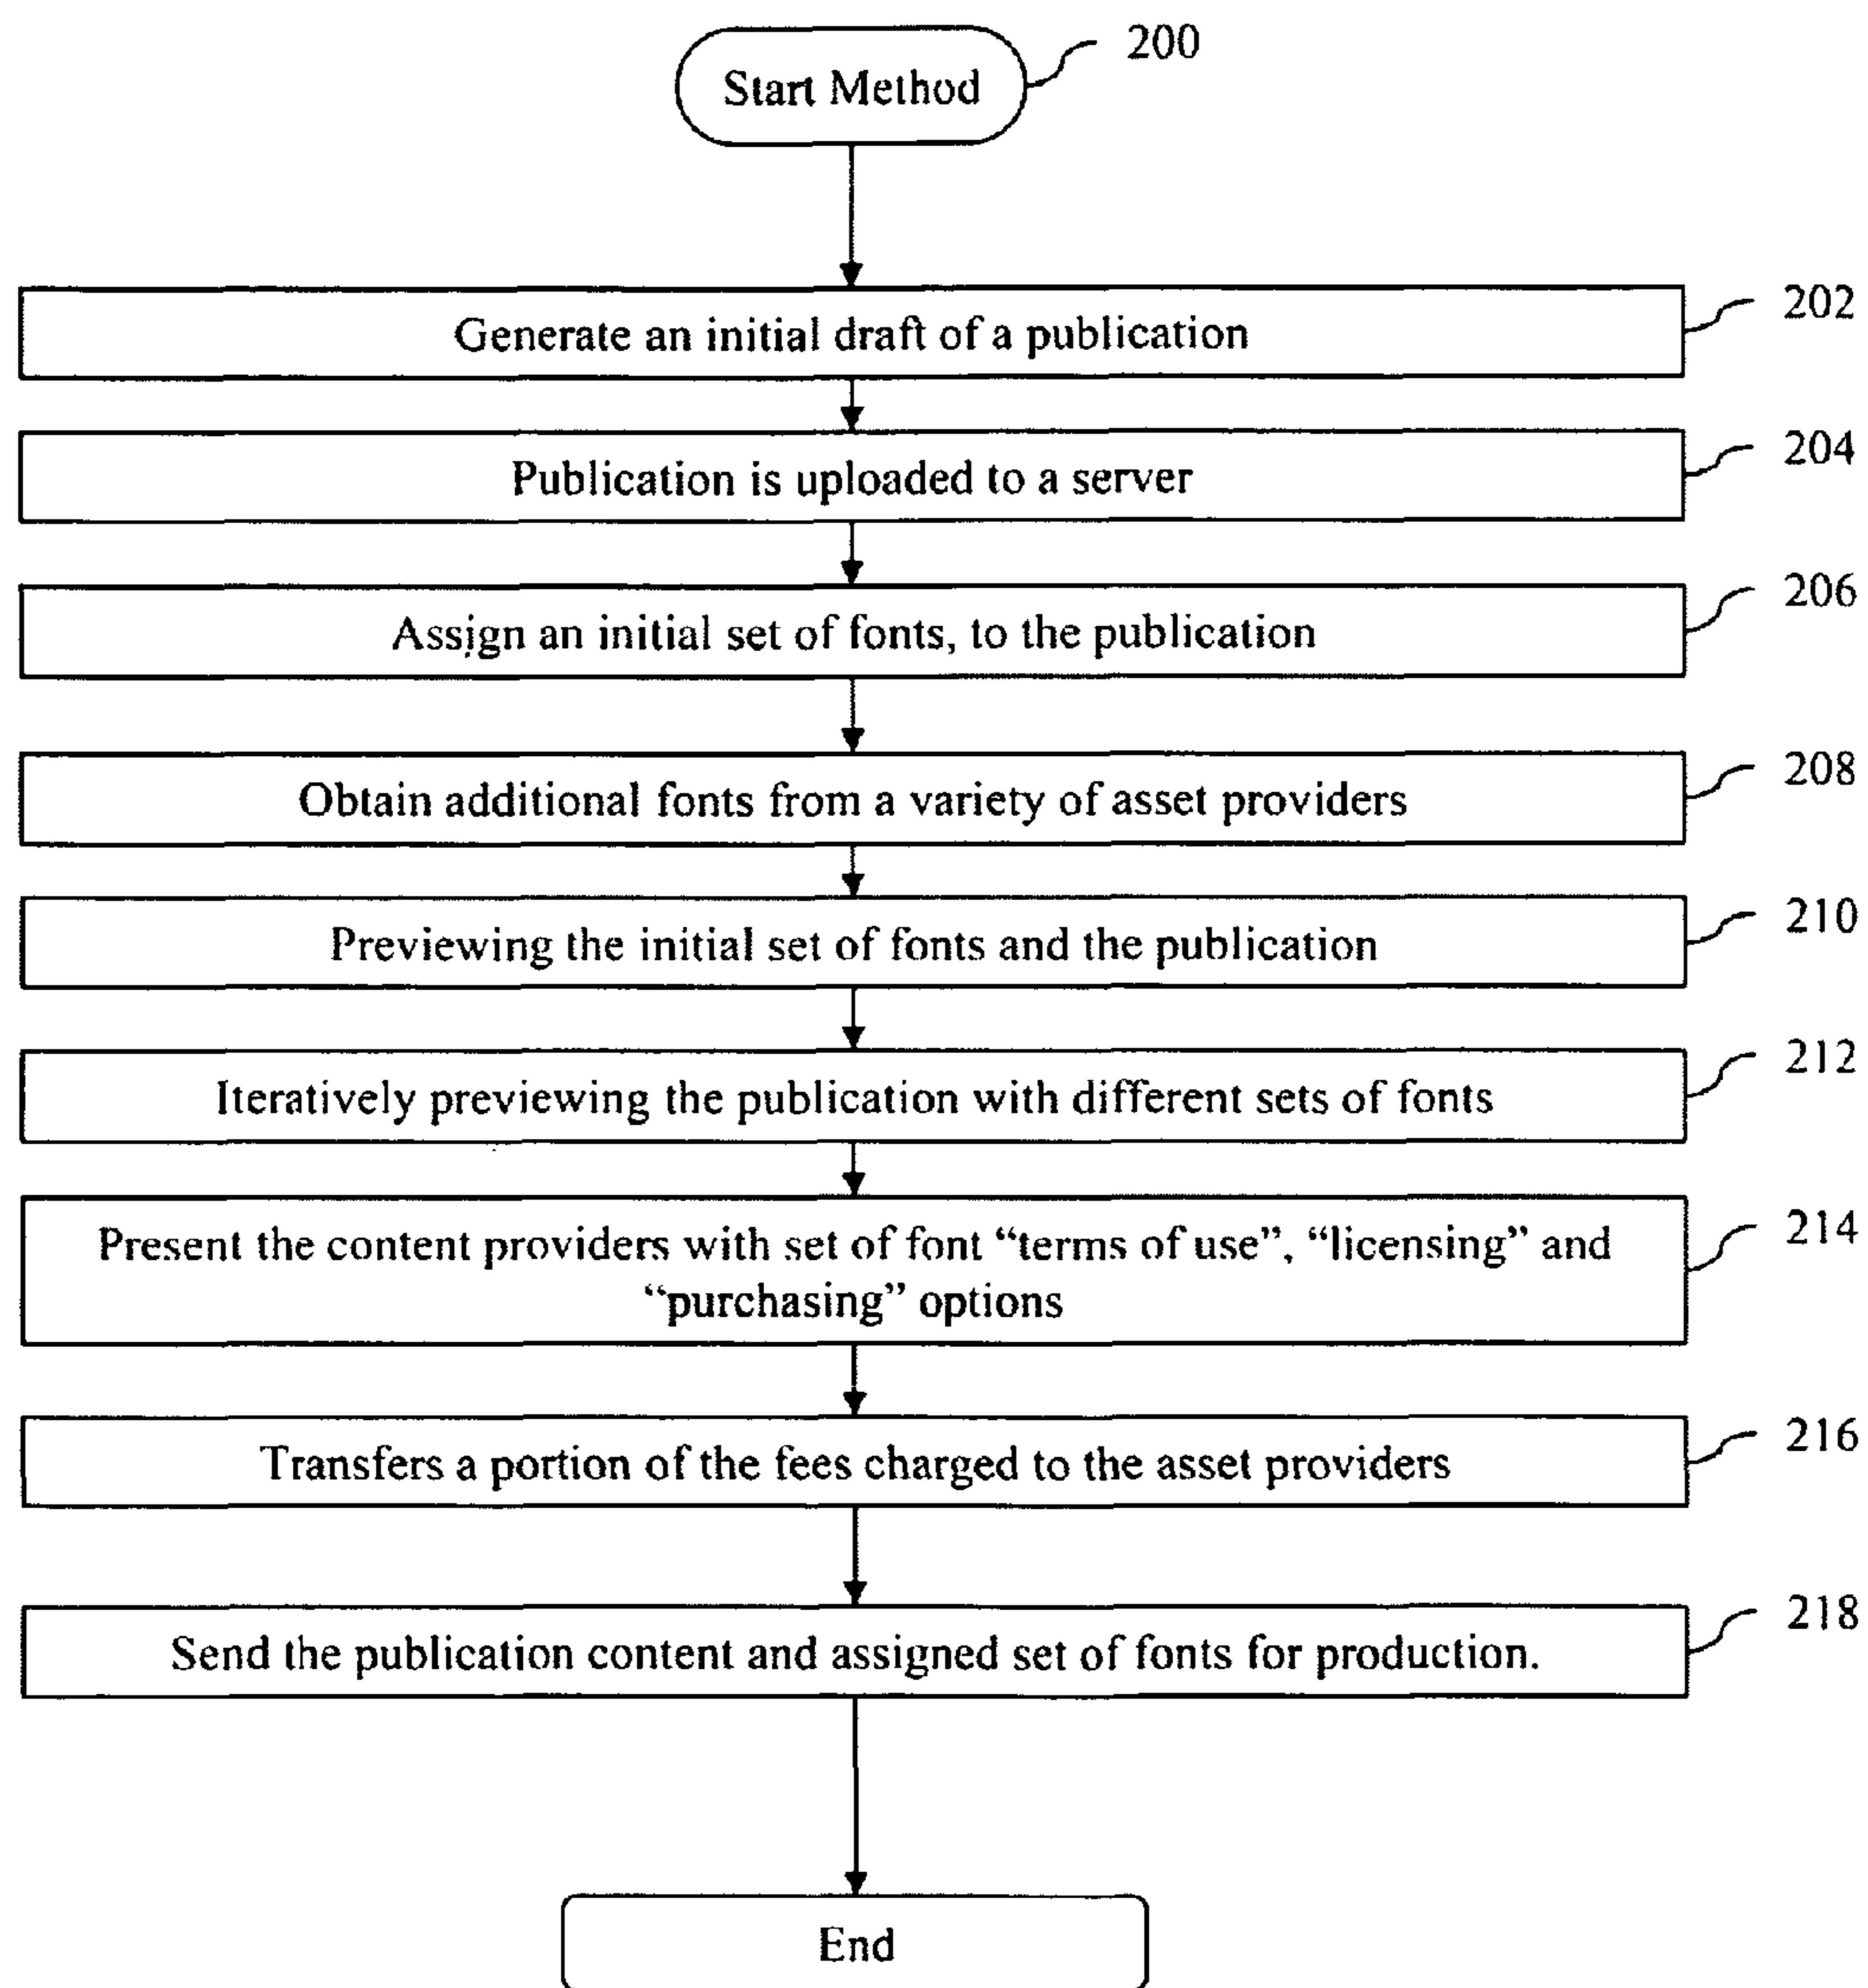 200
Start Method
202
Generate an initial draft of a publication
204
Publication is uploaded to a server
206
Assign an initial set of fonts, to the publication
208
Obtain additional fonts from a variety of asset providers
210
Previewing the initial set of fonts and the publication
212
Iteratively previewing the publication with different sets of fonts
214
Present the content providers with set of font “terms of use”, “licensing” and
“purchasing” options
216
Transfers a portion of the fees charged to the asset providers
218
Send the publication content and assigned set of fonts for production.
End